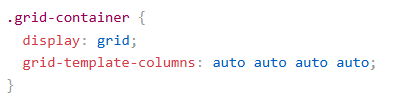 .grid-container {
  display: grid;
  grid-template-columns: auto auto auto auto;
}